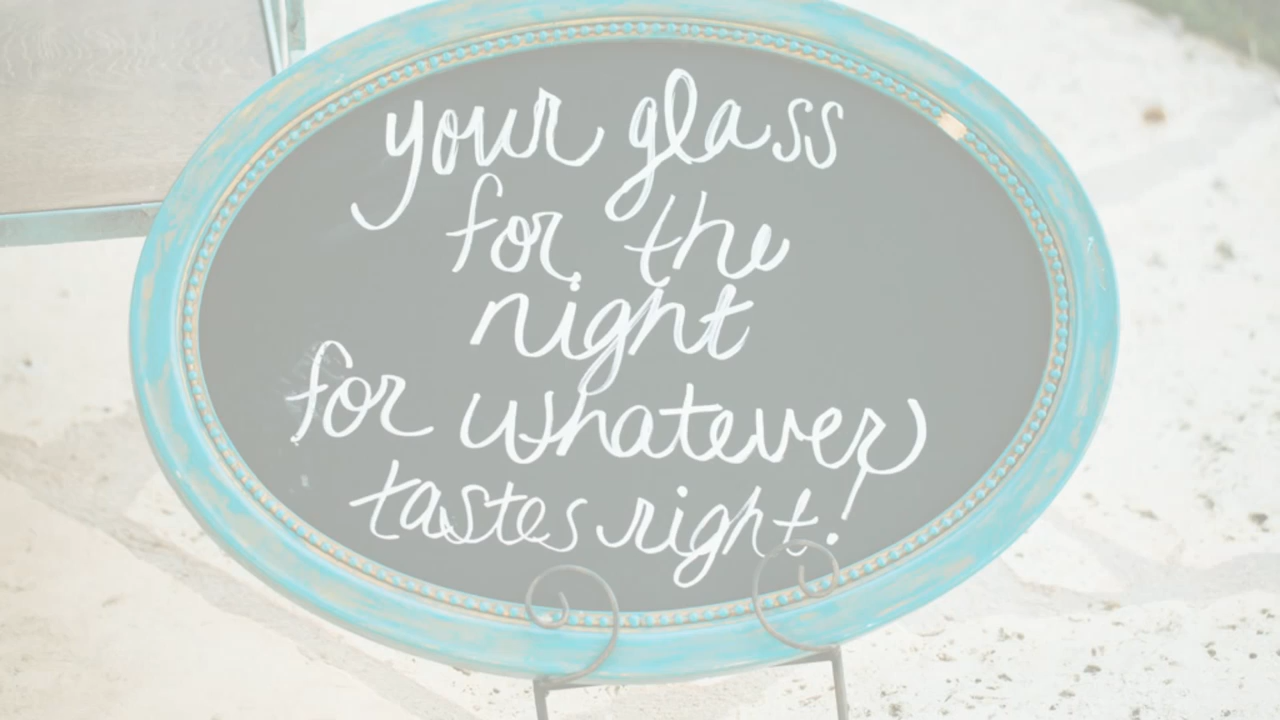 your glass
for the
night
for whatever
tastes right!